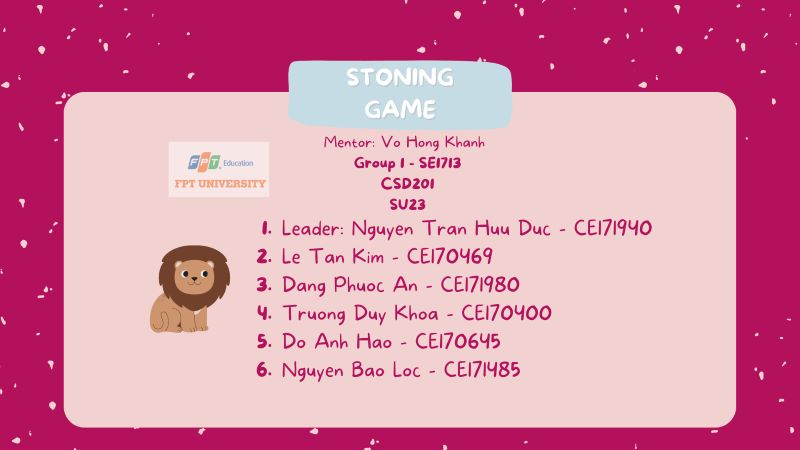 STONING
GAME
Mentor: Vo Hong Khanh
Group 1 - SE1713
CSD201
SU23
FPT Education
FPT UNIVERSITY
1. Leader: Nguyen Tran Huu Duc - CE171940
2. Le Tan Kim - CE170469
3. Dang Phuoc An - CE171980
4. Truong Duy Khoa - CE170400
5. Do Anh Hao - CE170645
6. Nguyen Bao Loc - CE171485